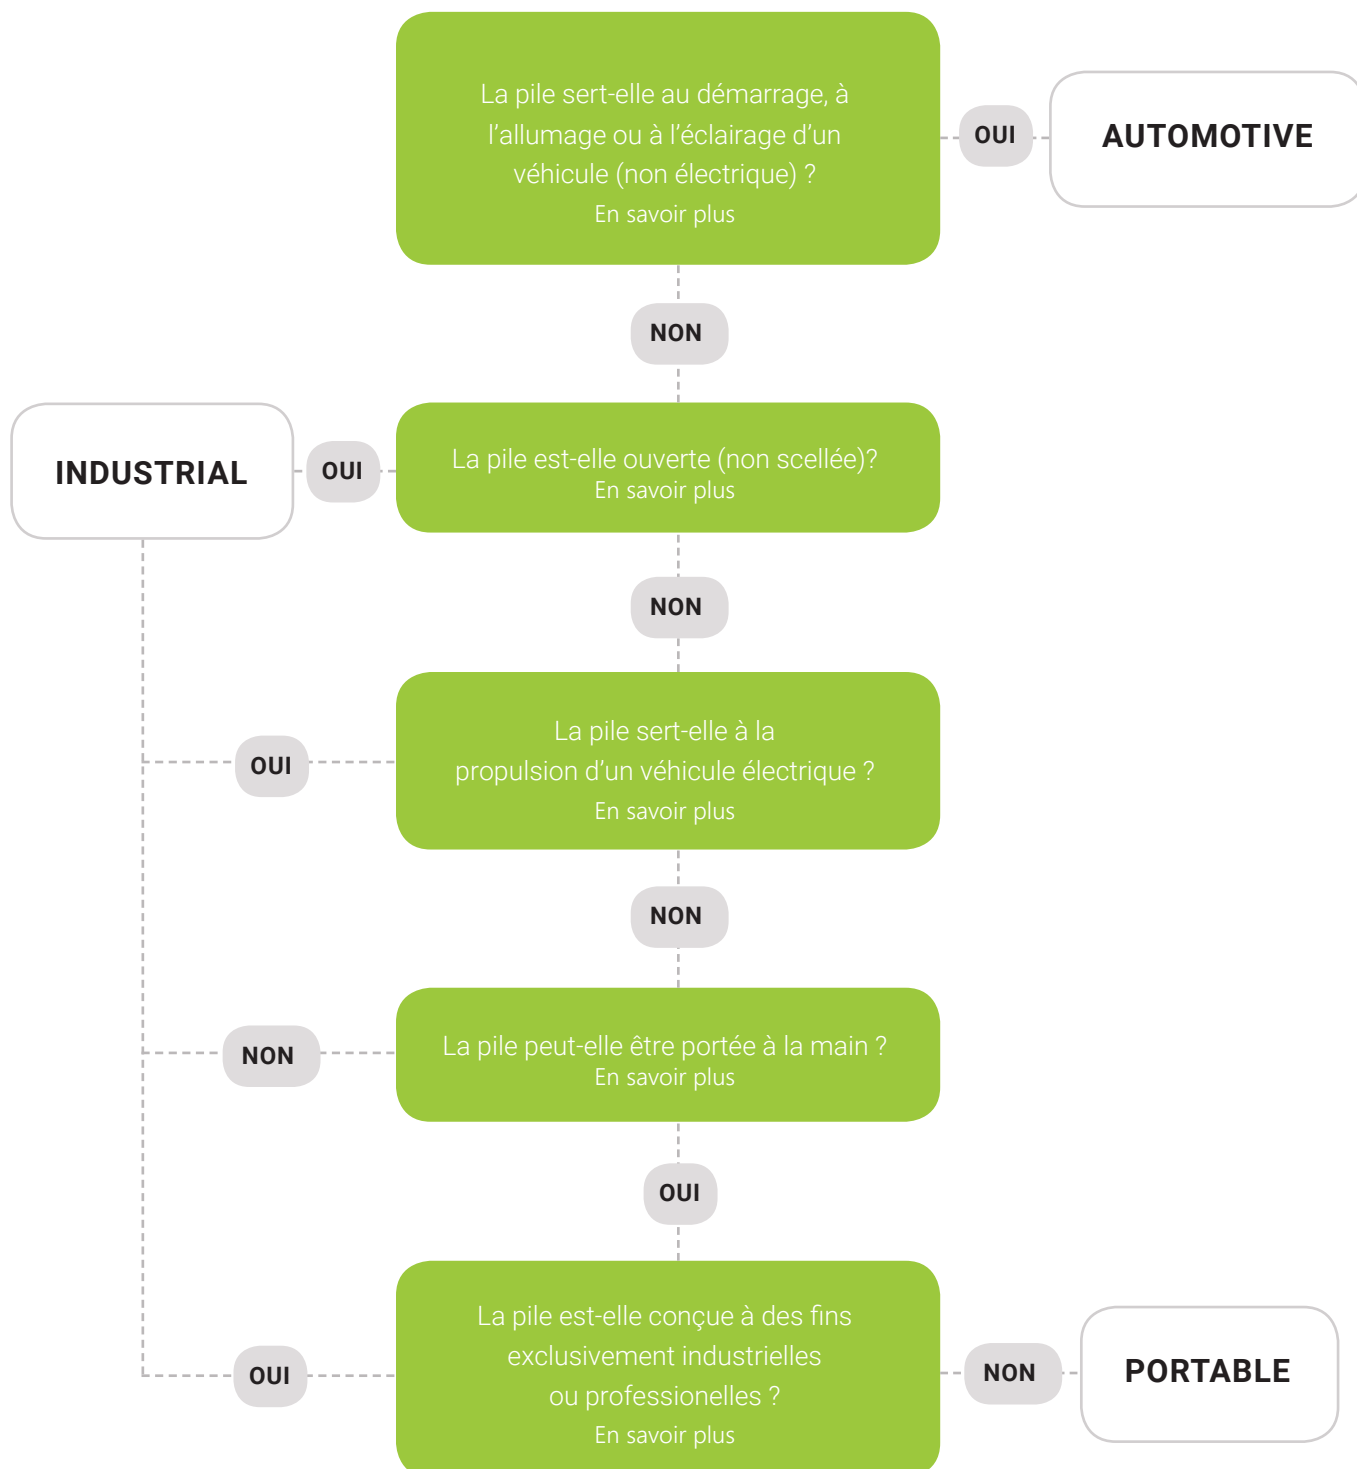 La pile sert-elle au démarrage, à
l'allumage ou à l'éclairage d'un
véhicule (non électrique) ?
En savoir plus
OUI
AUTOMOTIVE
NON
INDUSTRIAL
OUI
La pile est-elle ouverte (non scellée)?
En savoir plus
NON
La pile sert-elle à la
propulsion d'un véhicule électrique ?
En savoir plus
OUI
NON
La pile peut-elle être portée à la main ?
En savoir plus
NON
OUI
La pile est-elle conçue à des fins
exclusivement industrielles
ou professionelles ?
En savoir plus
OUI
NON
PORTABLE